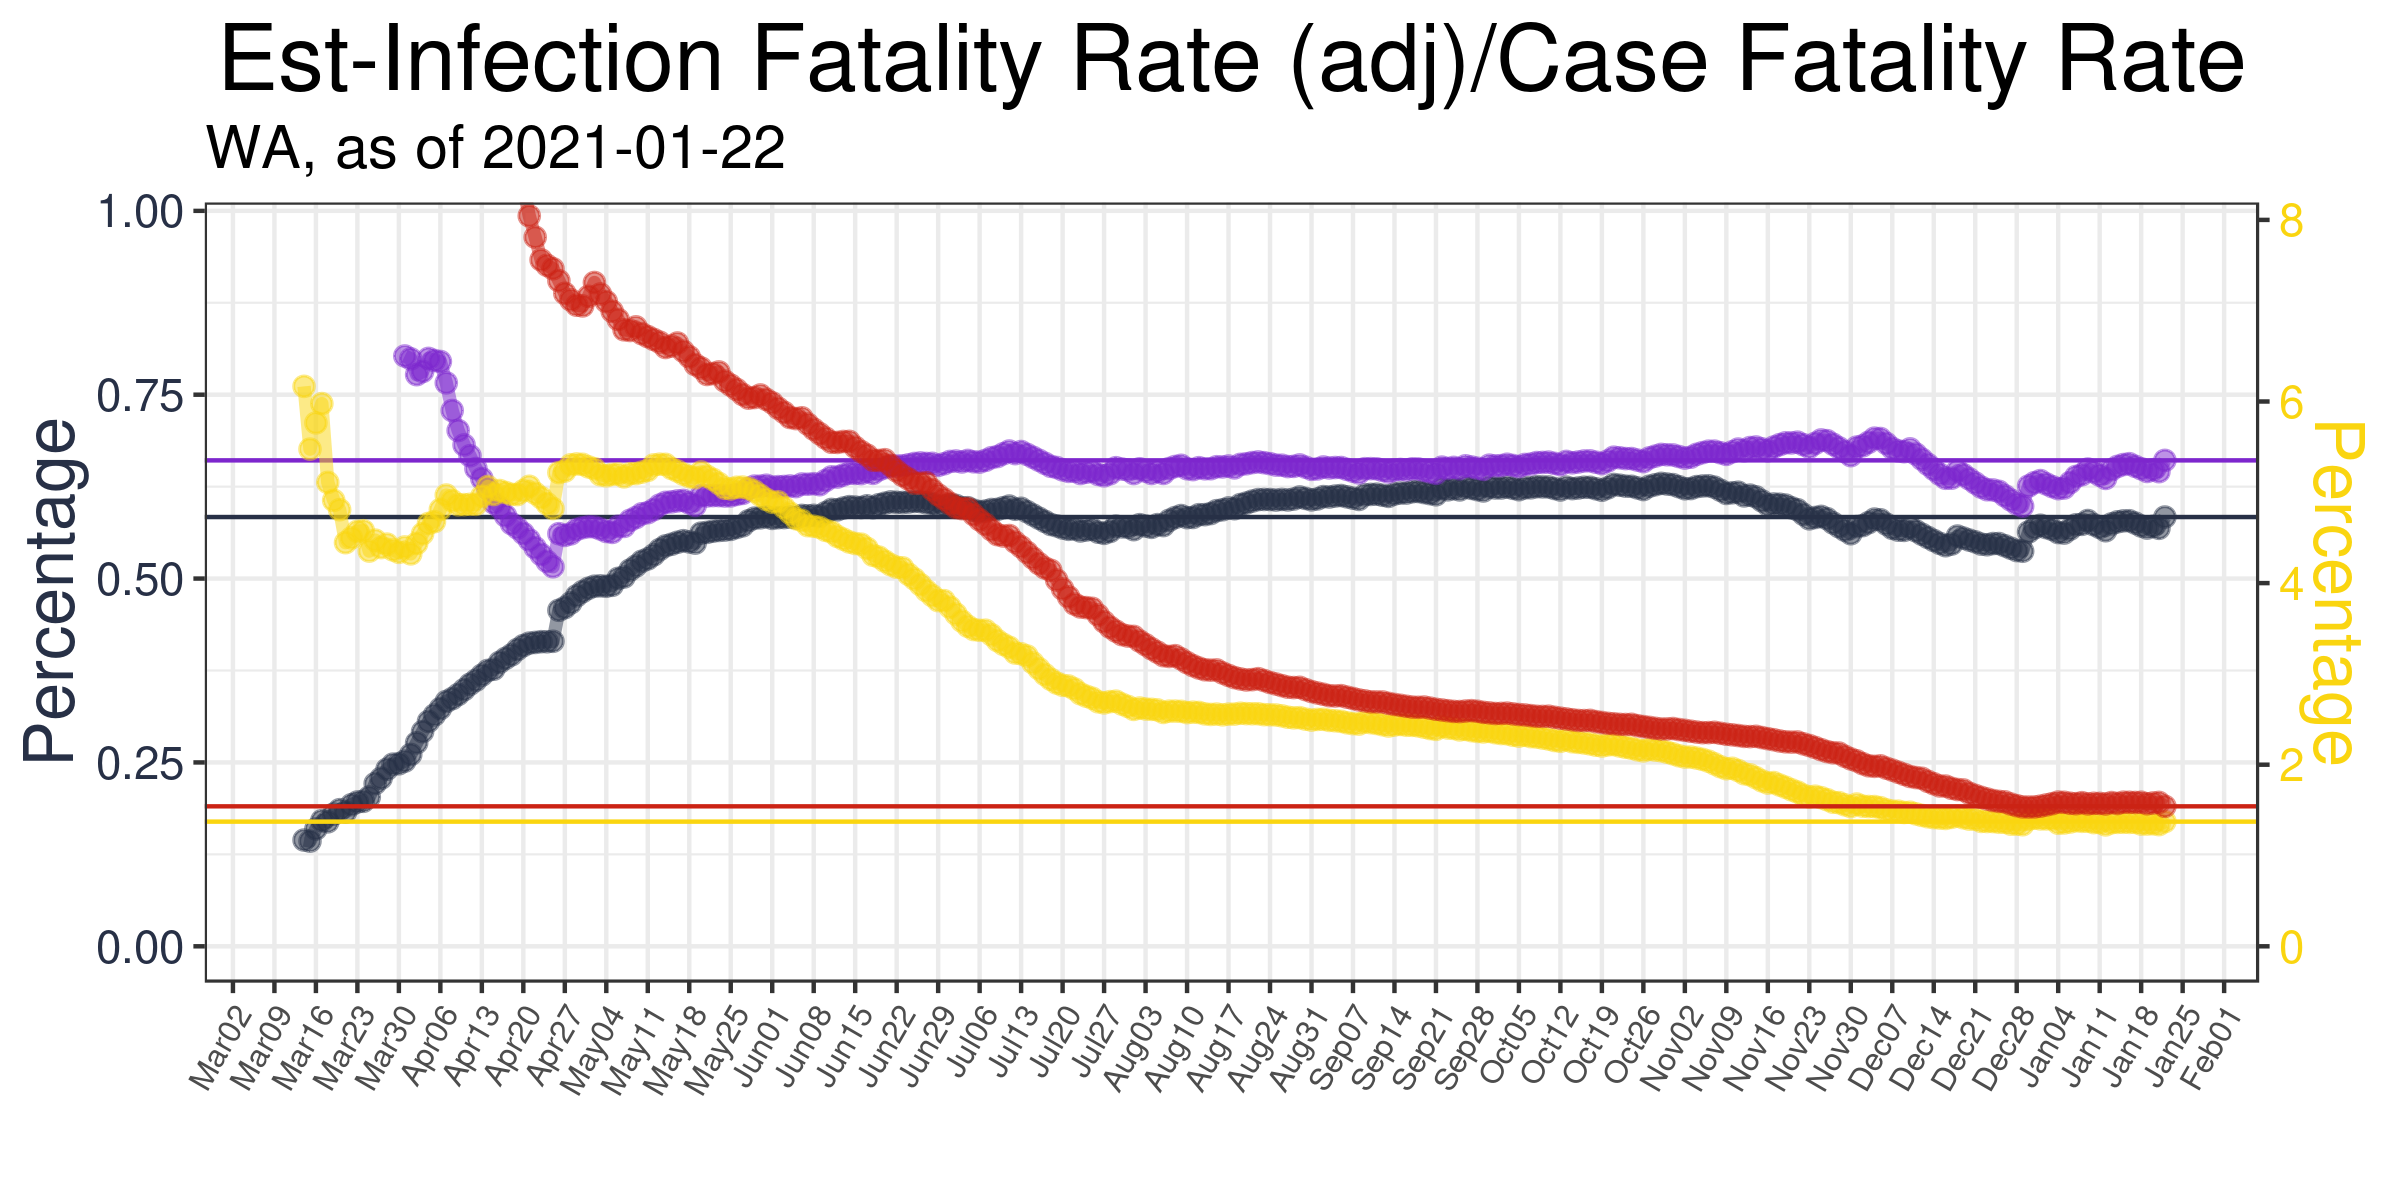 Est-Infection Fatality Rate (adj)/Case Fatality Rate
WA, as of 2021-01-22
Percentage
1.00
0.75
0.50
0.25
0.00
8
6
4
2
0
Percentage
Mar02
Mar09
Mar16
Mar23
Mar30
Apr06
Apr13
Apr20
Apr27
May04
May11
May18
May25
Jun01
Jun08
Jun15
Jun22
Jun29
Jul06
Jul13
Jul20
Jul27
Aug03
Aug10
Aug17
Aug24
Aug31
Sep07
Sep14
Sep21
Sep28
Oct05
Oct12
Oct19
Oct26
Nov02
Nov09
Nov16
Nov23
Nov30
Dec07
Dec14
Dec21
Dec28
Jan04
Jan11
Jan18
Jan25
Feb01